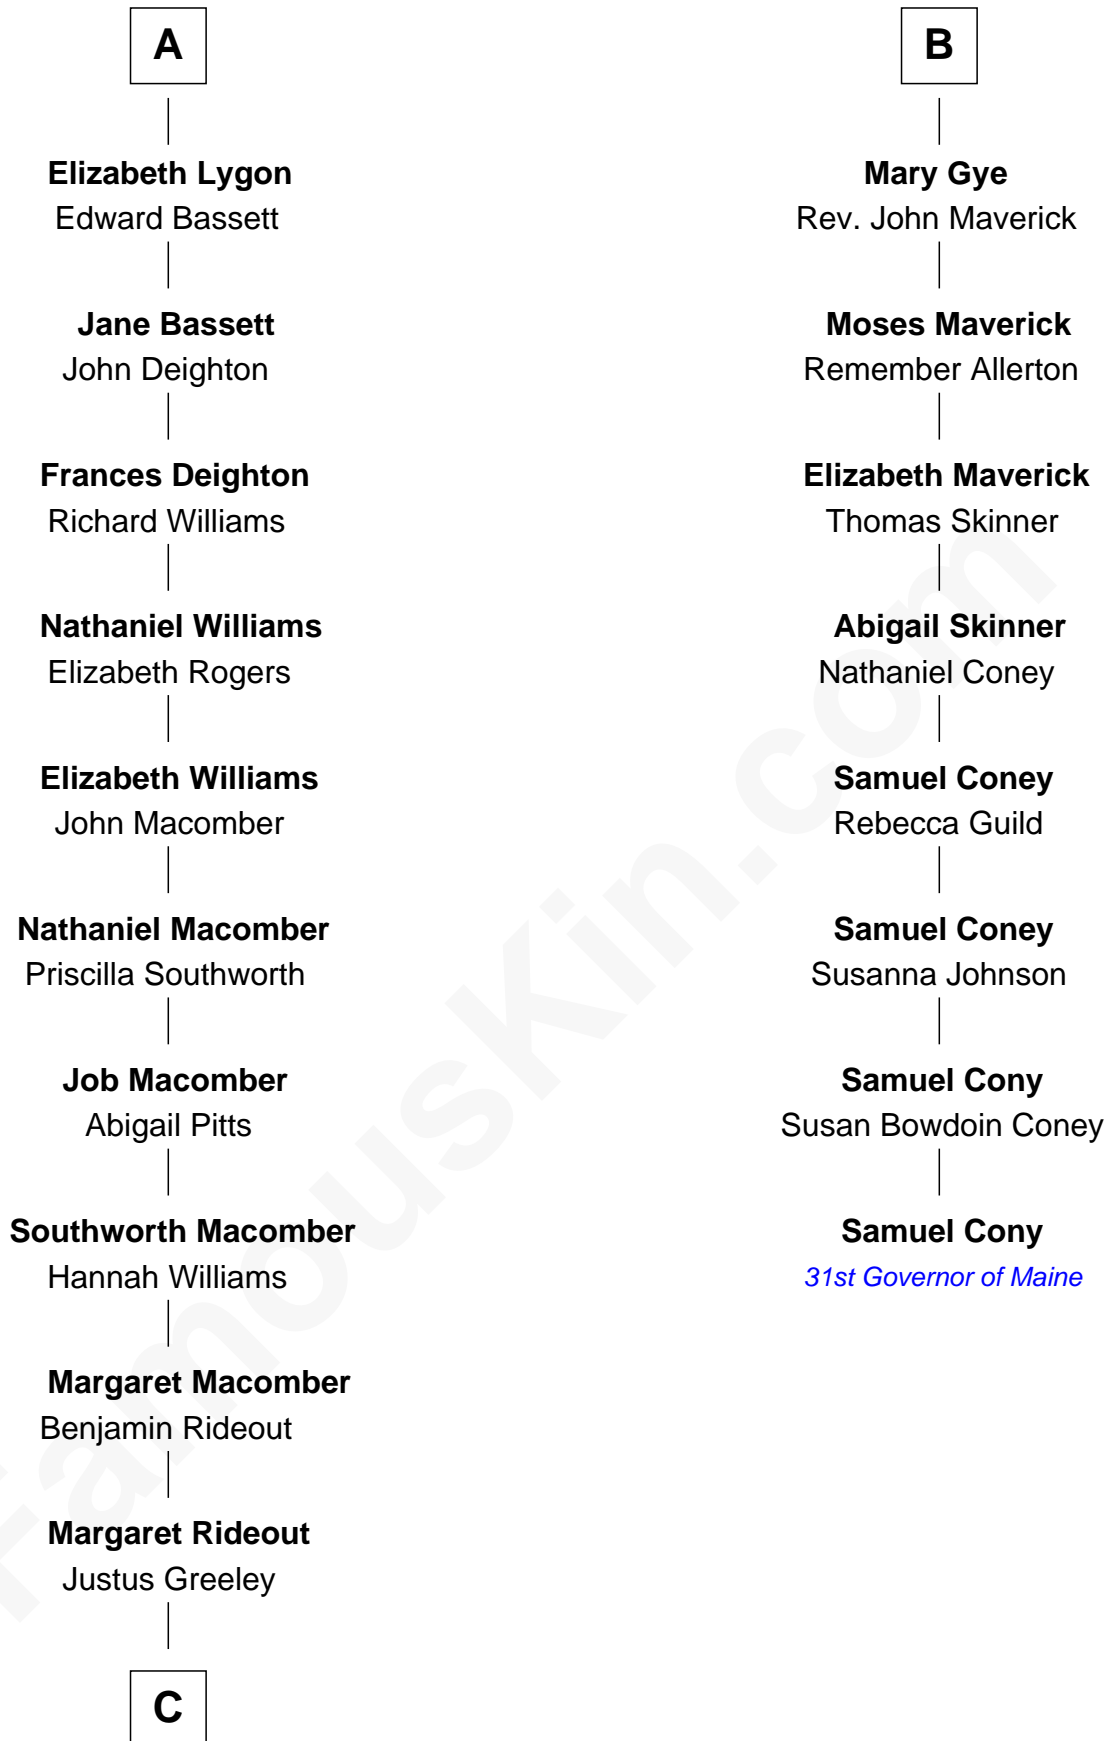 A
Elizabeth Lygon
Edward Bassett
Jane Bassett
John Deighton
Frances Deighton
Richard Williams
Nathaniel Williams
Elizabeth Rogers
Elizabeth Williams
John Macomber
Nathaniel Macomber
Priscilla Southworth
Job Macomber
Abigail Pitts
Southworth Macomber
Hannah Williams
Margaret Macomber
Benjamin Rideout
Margaret Rideout
Justus Greeley
C
B
Mary Gye
Rev. John Maverick
Moses Maverick
Remember Allerton
Elizabeth Maverick
Thomas Skinner
Abigail Skinner
Nathaniel Coney
Samuel Coney
Rebecca Guild
Samuel Coney
Susanna Johnson
Samuel Cony
Susan Bowdoin Coney
Samuel Cony
31st Governor of Maine
FamousKin.com